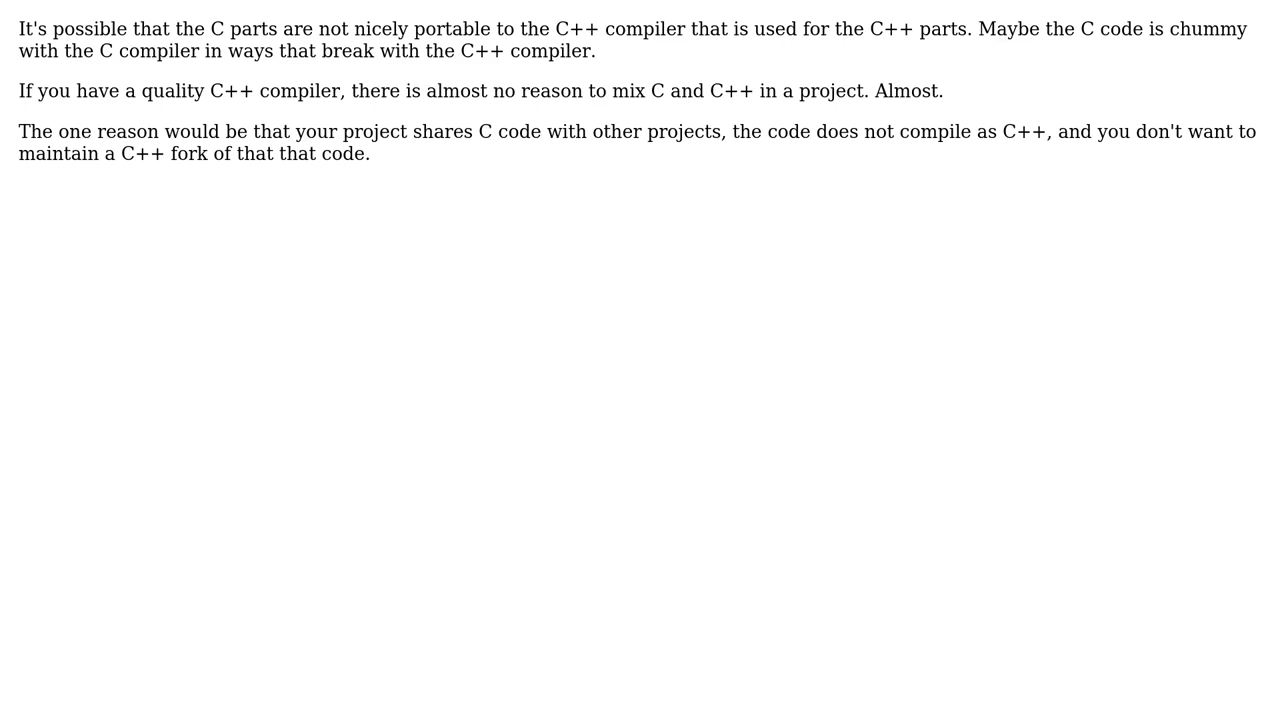 It's possible that the C parts are not nicely portable to the C++ compiler that is used for the C++ parts. Maybe the C code is chummy
with the C compiler in ways that break with the C++ compiler.
If you have a quality C++ compiler, there is almost no reason to mix C and C++ in a project. Almost.
The one reason would be that your project shares C code with other projects, the code does not compile as C++, and you don't want to
maintain a C++ fork of that that code.